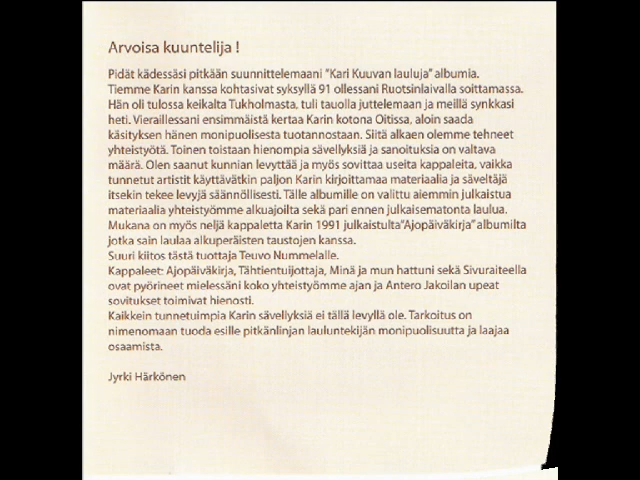 Arvoisa kuuntelija !
Pidät kädessäsi pitkään suunnittelemaani "Kari Kuuvan lauluja" albumia.
Tiemme Karin kanssa kohtasivat syksyllä 91 ollessani Ruotsinlaivalla soittamassa.
Hän oli tulossa keikalta Tukholmasta, tuli tauolla juttelemaan ja meillä synkkasi
heti. Vieraillessani ensimmäistä kertaa Karin kotona Oitissa, aloin saada
käsityksen hänen monipuolisesta tuotannostaan. Siitä alkaen olemme tehneet
yhteistyötä. Toinen toistaan hienompia sävellyksiä ja sanoituksia on valtava
määrä. Olen saanut kunnian levyttää ja myös sovittaa useita kappaleita, vaikka
tunnetut artistit käyttävätkin paljon Karin kirjoittamaa materiaalia ja säveltäjä
itsekin tekee levyjä säännöllisesti. Tälle albumille on valittu aiemmin julkaistua
materiaalia yhteistyömme alkuajoilta sekä pari ennen julkaisematonta laulua.
Mukana on myös neljä kappaletta Karin 1991 julkaistulta"Ajopäiväkirja" albumilta
jotka sain laulaa alkuperäisten taustojen kanssa.
Suuri kiitos tästä tuottaja Teuvo Nummelalle.
Kappaleet: Ajopäiväkirja, Tähtientuijottaja, Minä ja mun hattuni sekä Sivuraiteella
ovat pyörineet mielessäni koko yhteistyömme ajan ja Antero Jakoilan upeat
sovitukset toimivat hienosti.
Kaikkein tunnetuimpia Karin sävellyksiä ei tällä levyllä ole. Tarkoitus on
nimenomaan tuoda esille pitkänlinjan lauluntekijän monipuolisuutta ja laajaa
osaamista.
Jyrki Härkönen